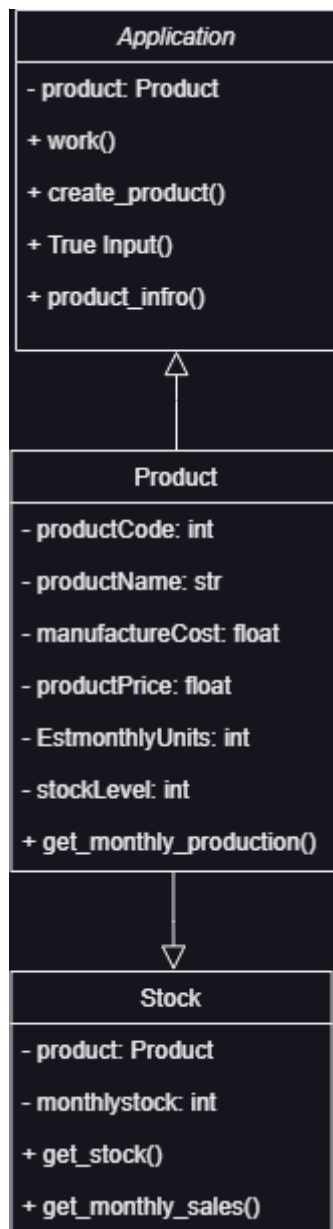 Application
- product: Product
+ work()
+ create_product()
+ True Input()
+ product_infro()
Product
- productCode: int
- productName: str
- manufactureCost: float
- productPrice: float
- EstmonthlyUnits: int
- stockLevel: int
+ get_monthly_production()
Stock
- product: Product
- monthlystock: int
+ get_stock()
+ get_monthly_sales()